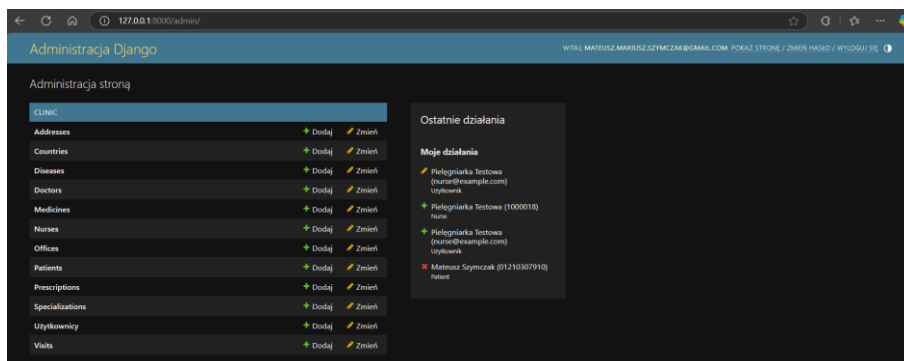 127.0.0.1:8000/admin/
Administracja Django
WITAJ, MATEUSZ.MARIUSZ.SZYMCZAK@GMAIL.COM. POKAŻ STRONĘ / ZMIEŃ HASŁO / WYLOGUJ SIĘ
Administracja stroną
CLINIC
Addresses + Dodaj Zmień
Countries + Dodaj Zmień
Diseases + Dodaj Zmień
Doctors + Dodaj Zmień
Medicines + Dodaj Zmień
Nurses + Dodaj Zmień
Offices + Dodaj Zmień
Patients + Dodaj Zmień
Prescriptions + Dodaj Zmień
Specializations + Dodaj Zmień
Użytkownicy + Dodaj Zmień
Visits + Dodaj Zmień
Ostatnie działania
Moje działania
Pielęgniarka Testowa
(nurse@example.com)
Użytkownik
+ Pielęgniarka Testowa (1000018)
Nurse
+ Pielęgniarka Testowa
(nurse@example.com)
Użytkownik
Mateusz Szymczak (01210307910)
Patient